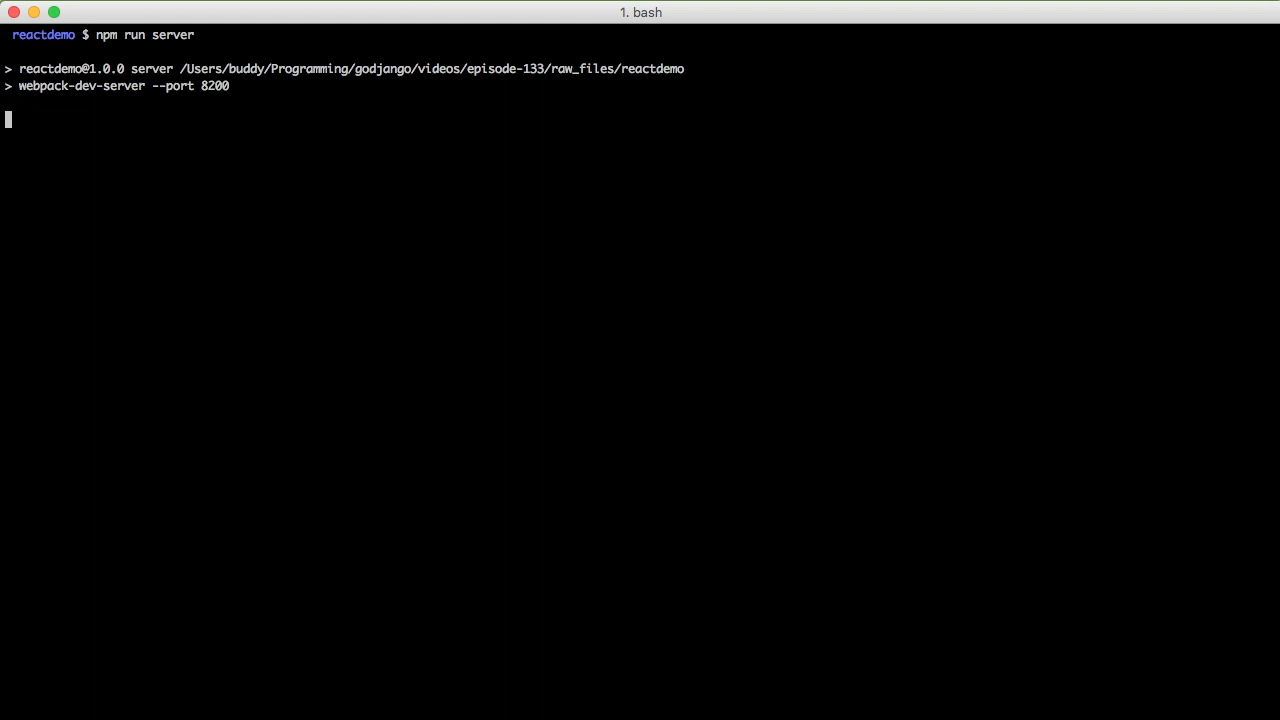 1. bash
reactdemo $ npm run server
> reactdemo@1.0.0 server /Users/buddy/Programming/godjango/videos/episode-133/raw_files/reactdemo
> webpack-dev-server --port 8200